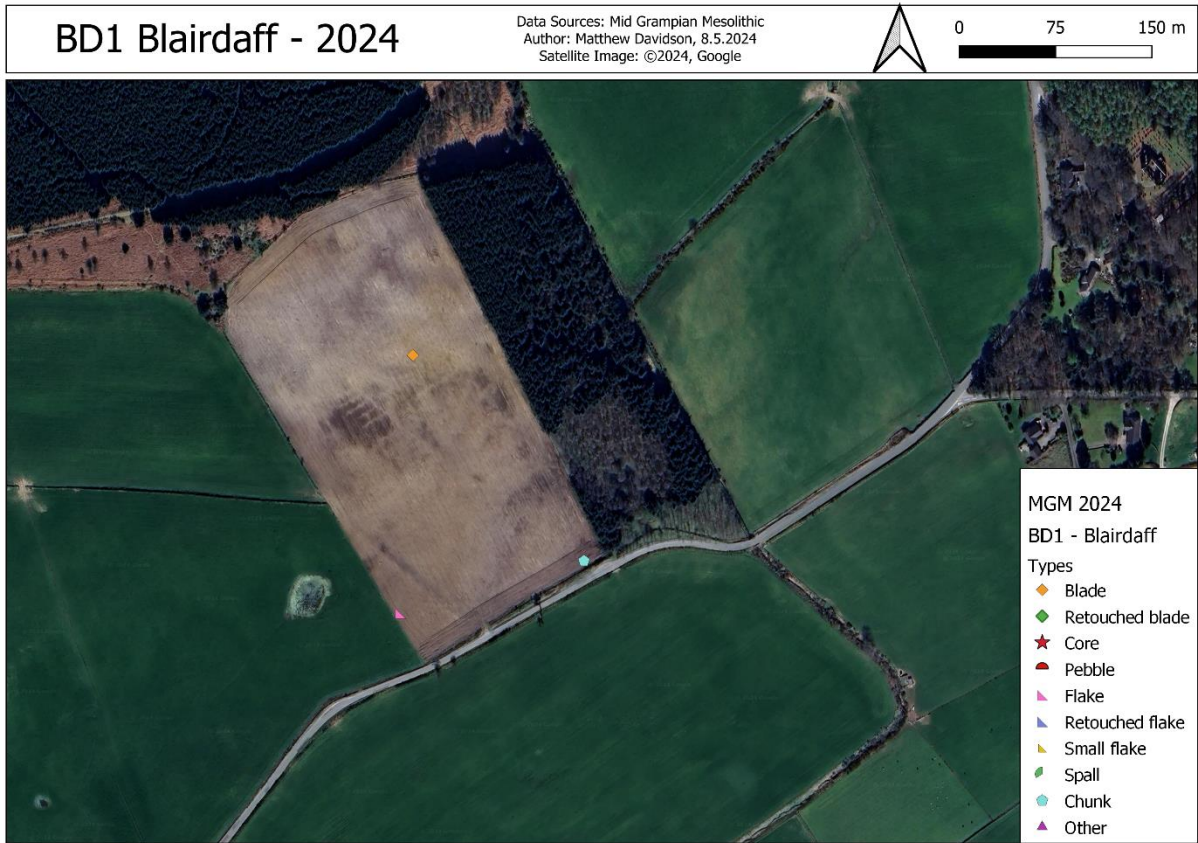 BD1 Blairdaff - 2024
Data Sources: Mid Grampian Mesolithic
Author: Matthew Davidson, 8.5.2024
Satellite Image: ©2024, Google
0 75 150 m
MGM 2024
BD1 - Blairdaff
Types
Blade
Retouched blade
Core
Pebble
Flake
Retouched flake
Small flake
Spall
Chunk
Other